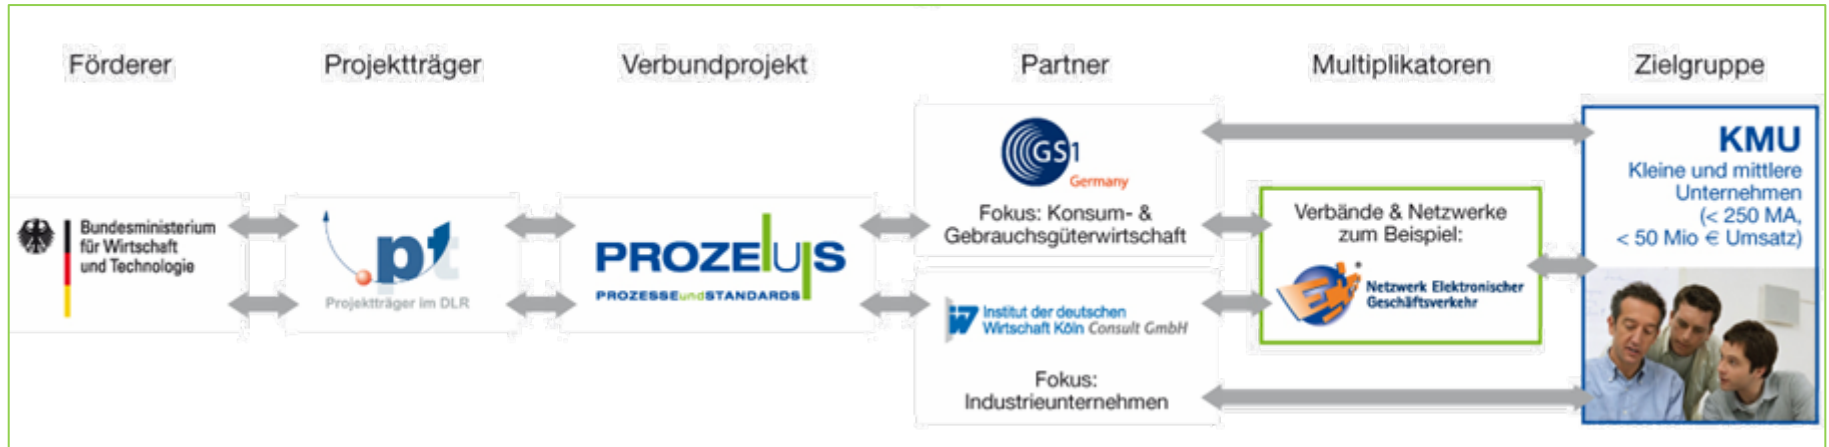 Förderer
Projektträger
Verbundprojekt
Partner
Multiplikatoren
Zielgruppe
Bundesministerium
für Wirtschaft
und Technologie
pt
Projektträger im DLR
PROZEUS
PROZESSEundSTANDARDS
GS1
Germany
Fokus: Konsum- &
Gebrauchsgüterwirtschaft
Institut der deutschen
Wirtschaft Köln Consult GmbH
Fokus:
Industrieunternehmen
Verbände & Netzwerke
zum Beispiel:
Netzwerk Elektronischer
Geschäftsverkehr
KMU
Kleine und mittlere
Unternehmen
(< 250 MA,
< 50 Mio € Umsatz)